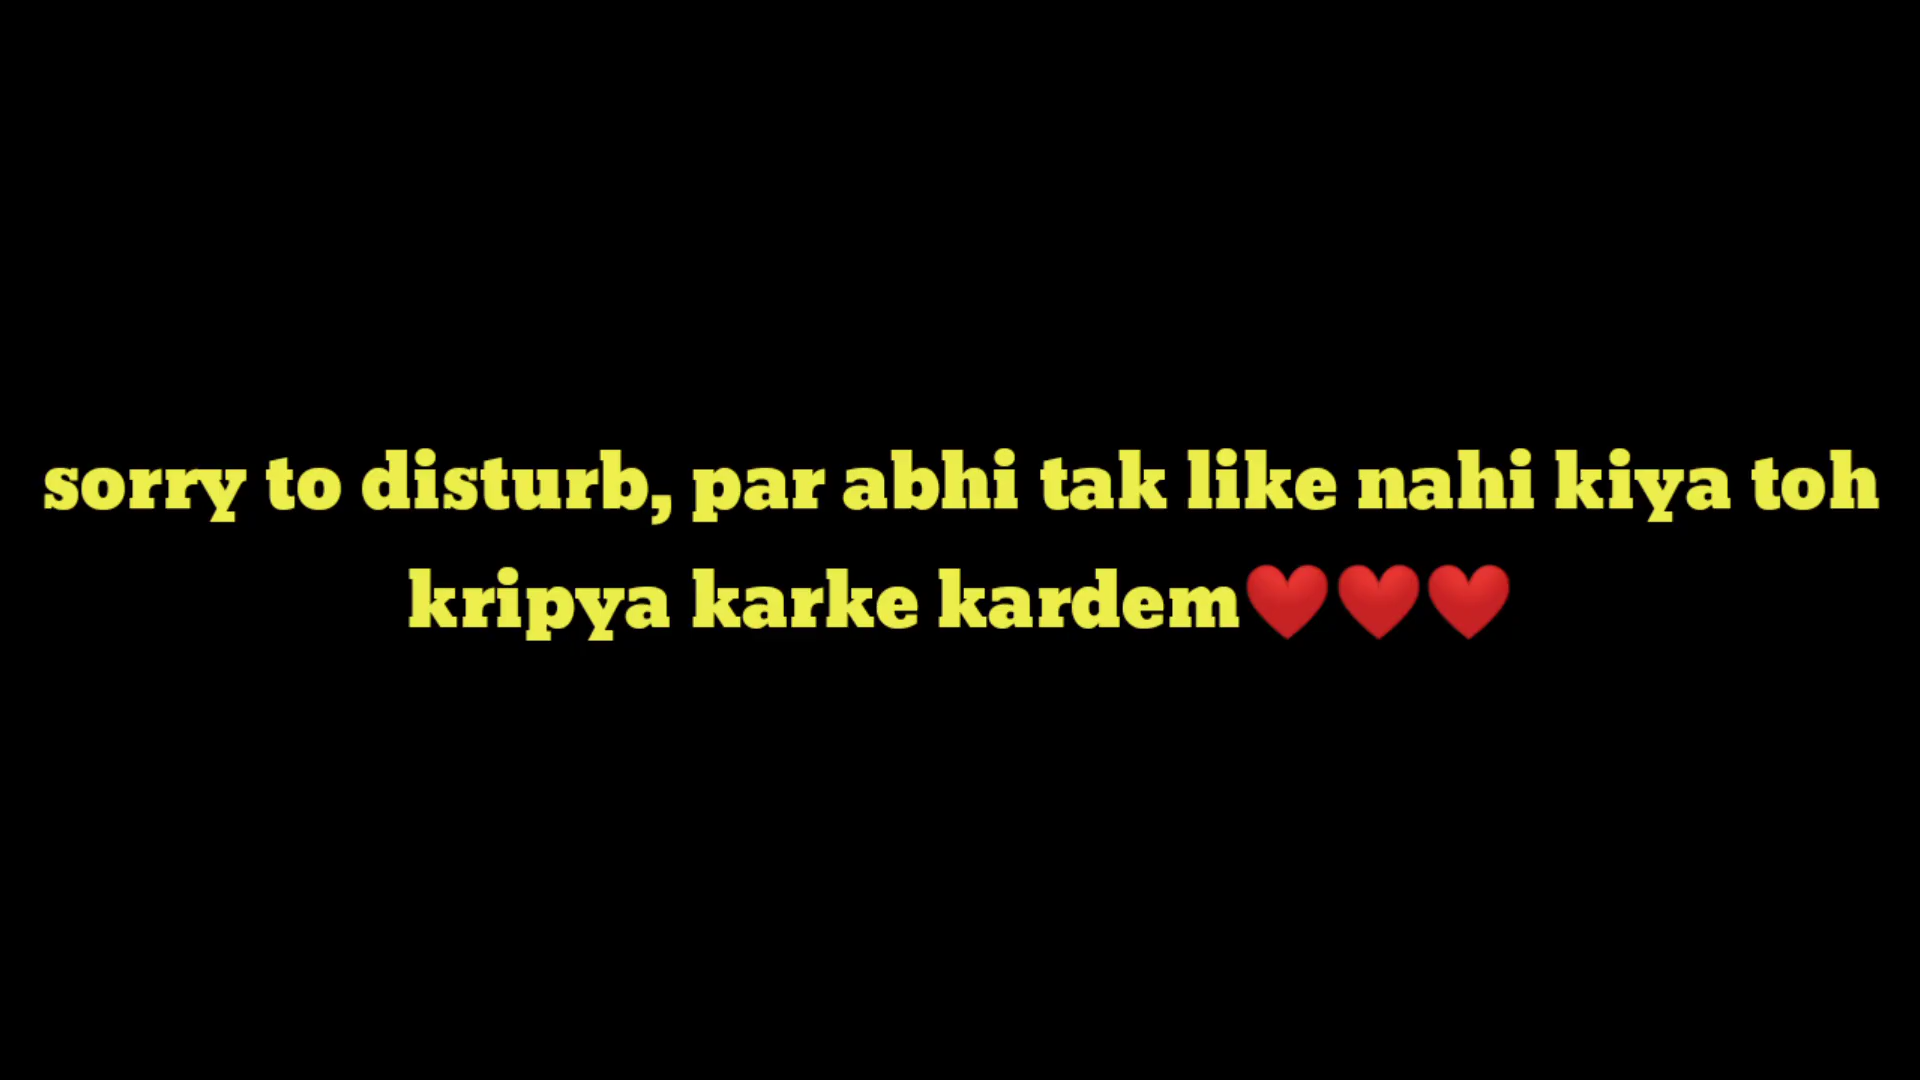 sorry to disturb, par abhi tak like nahi kiya toh
kripya karke kardem❤️❤️❤️